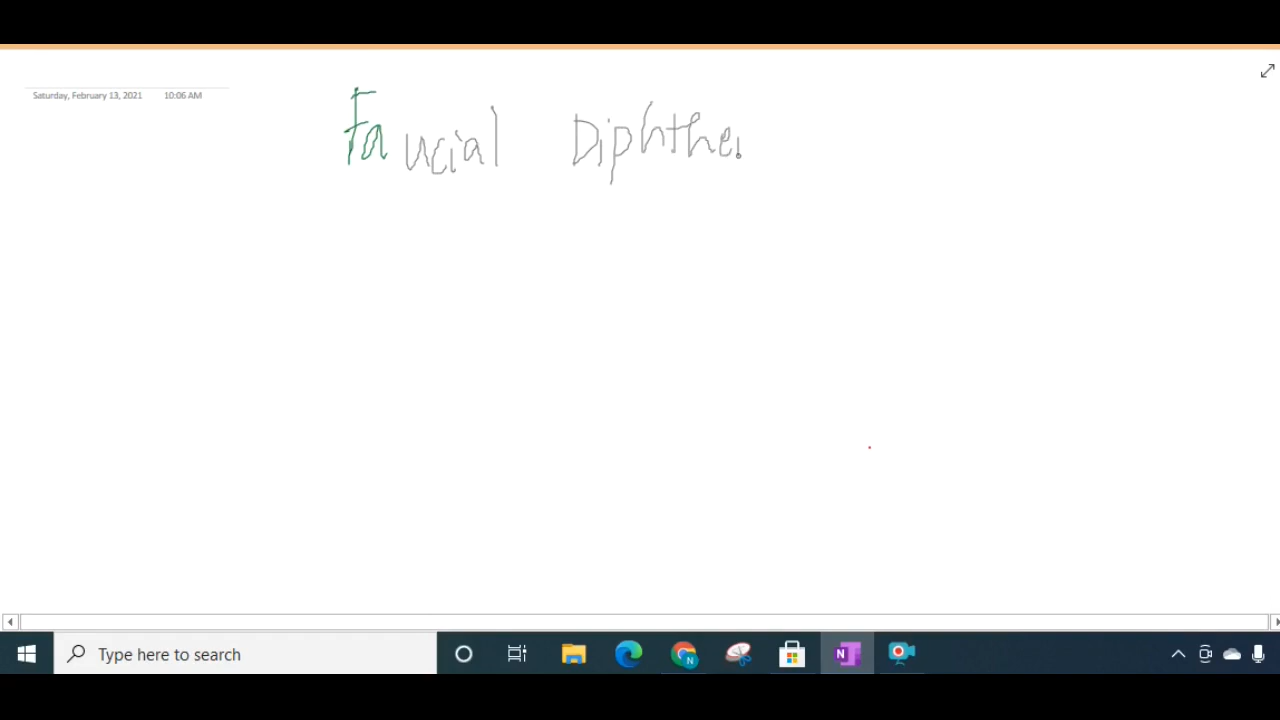 Saturday, February 13, 2021 10:06 AM
Faucial Diphthe
Type here to search
N
N